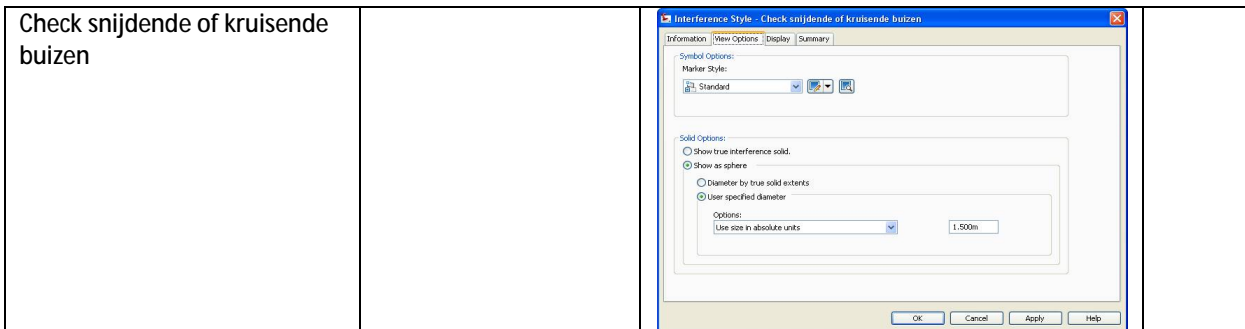 Check snijdende of kruisende
buizen
Interference Style - Check snijdende of kruisende buizen
Information View Options Display Summary
Symbol Options:
Marker Style:
Standard
Solid Options:
Show true interference solid.
Show as sphere
Diameter by true solid extents
User specified diameter
Options:
Use size in absolute units 1.500m
OK Cancel Apply Help